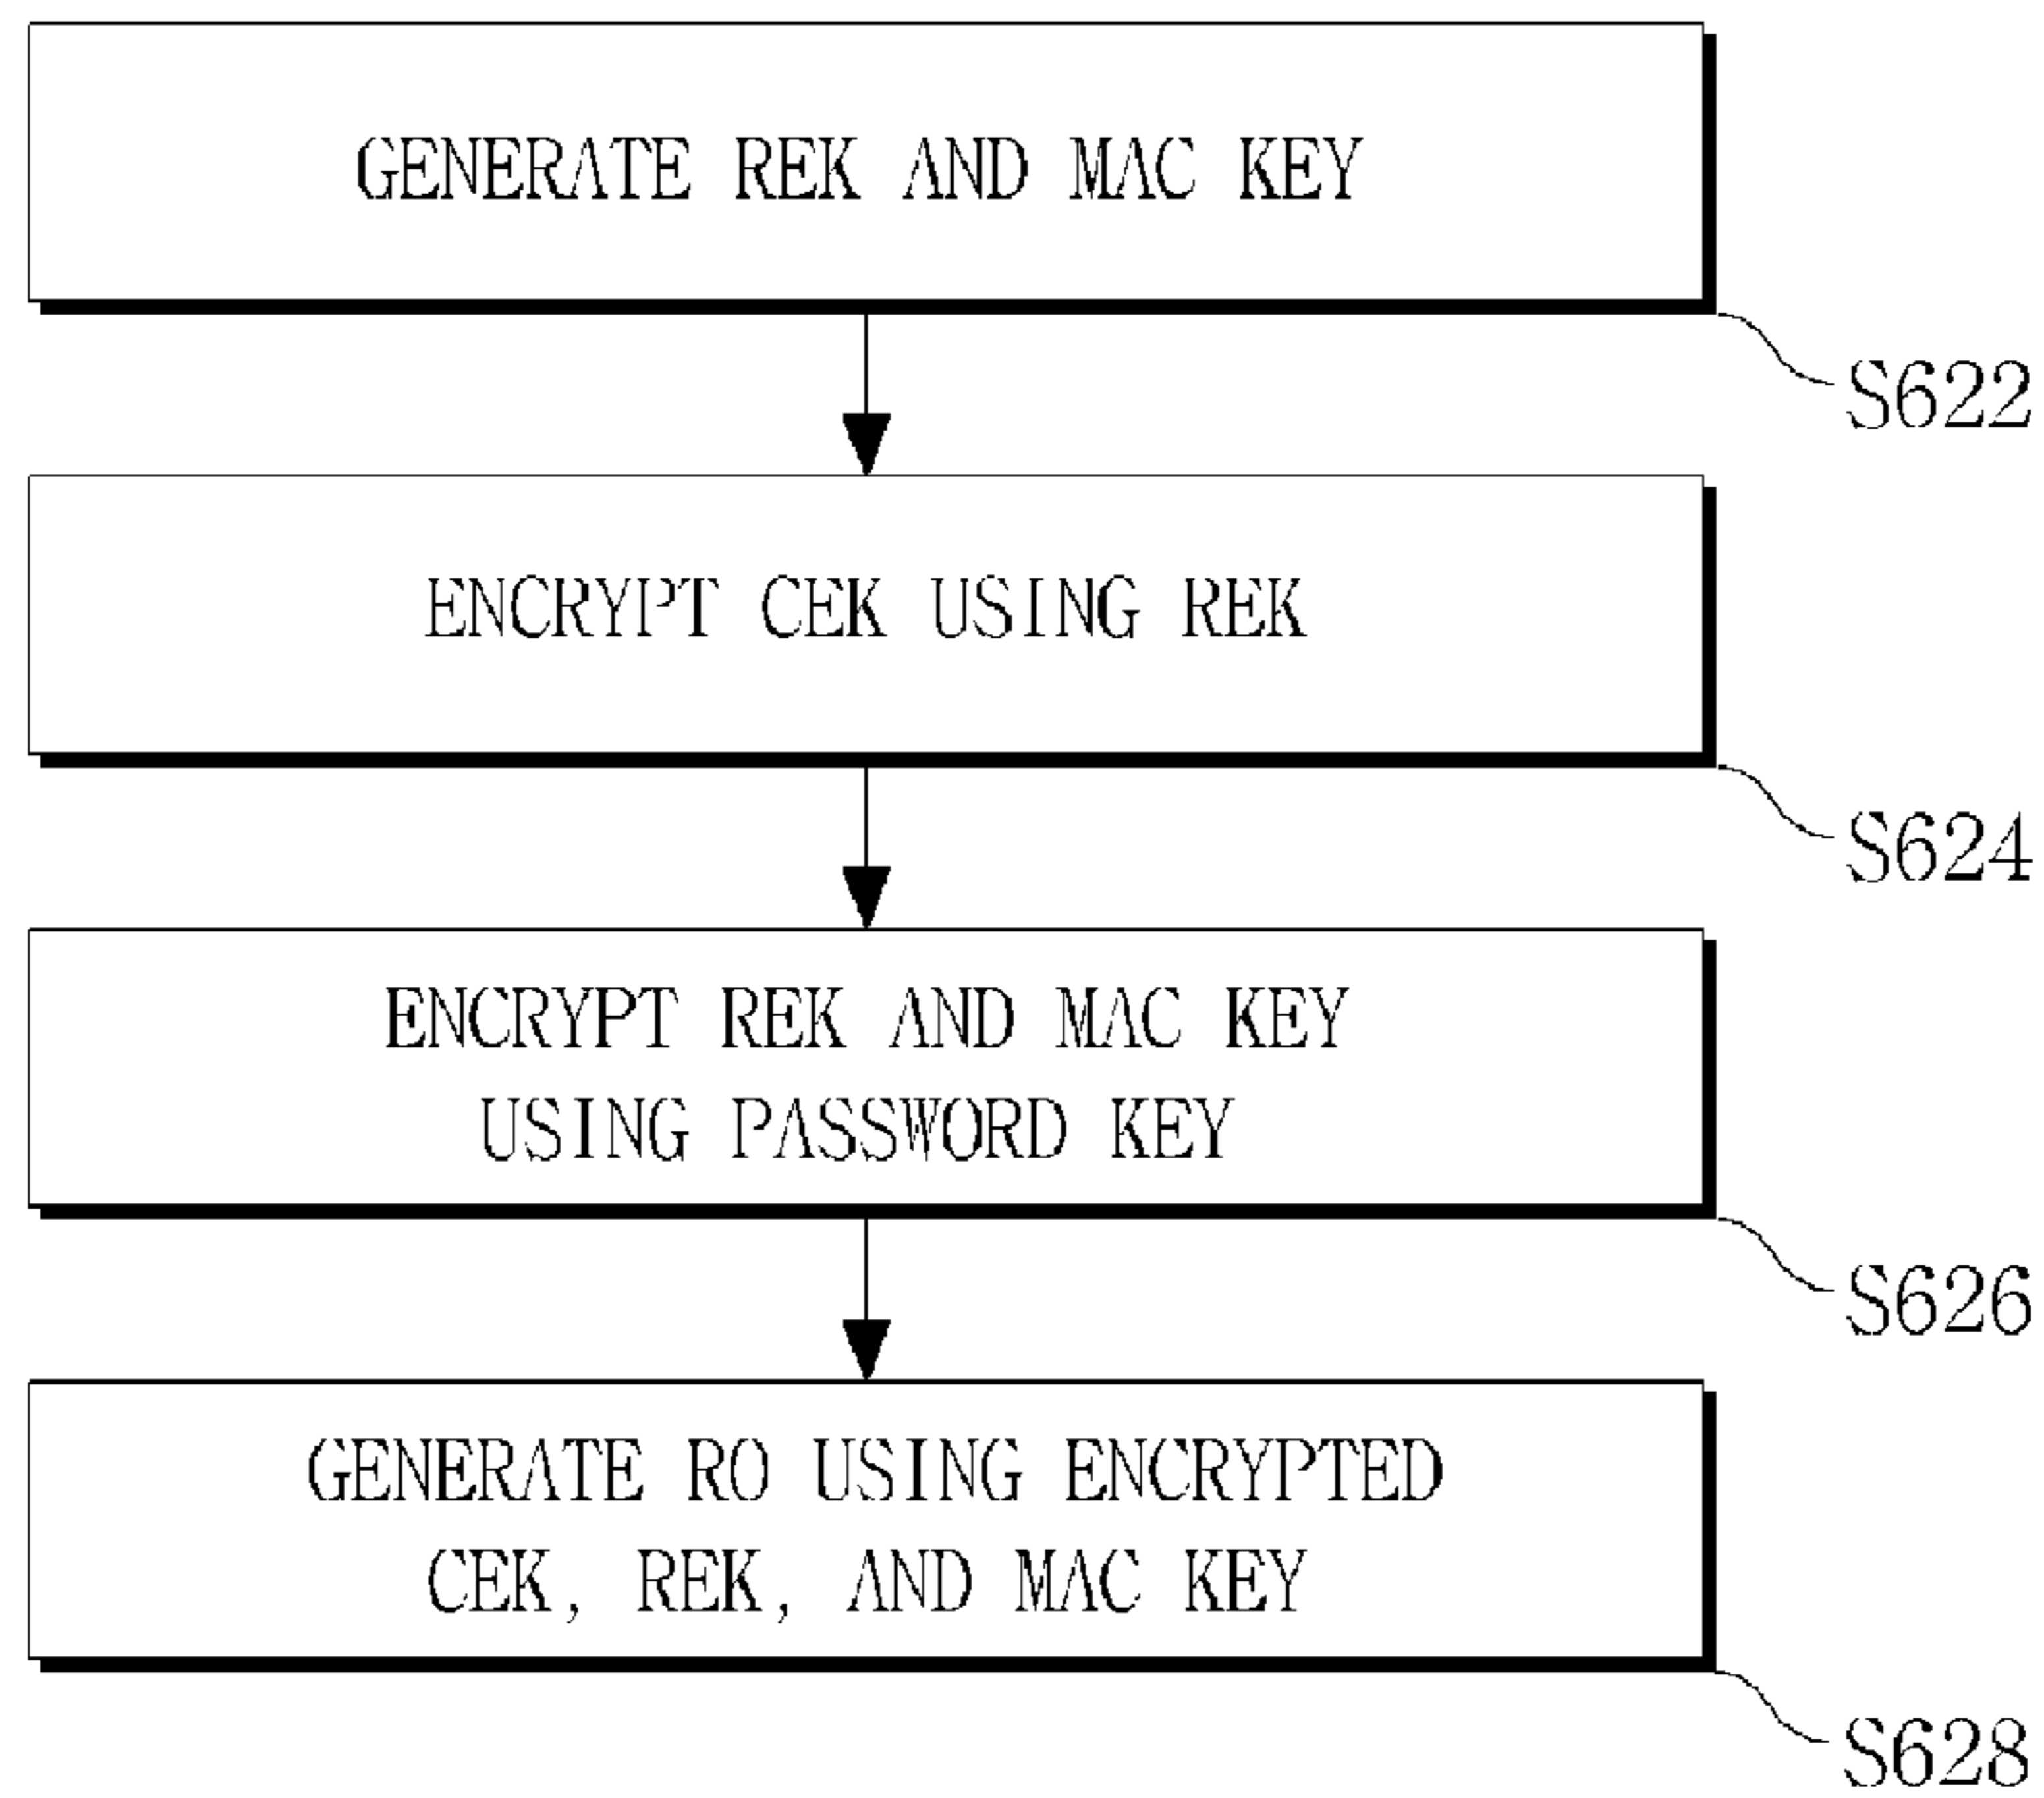 GENERATE REK AND MAC KEY
S622
ENCRYPT CEK USING REK
S624
ENCRYPT REK AND MAC KEY
USING PASSWORD KEY
S626
GENERATE RO USING ENCRYPTED
CEK, REK, AND MAC KEY
S628